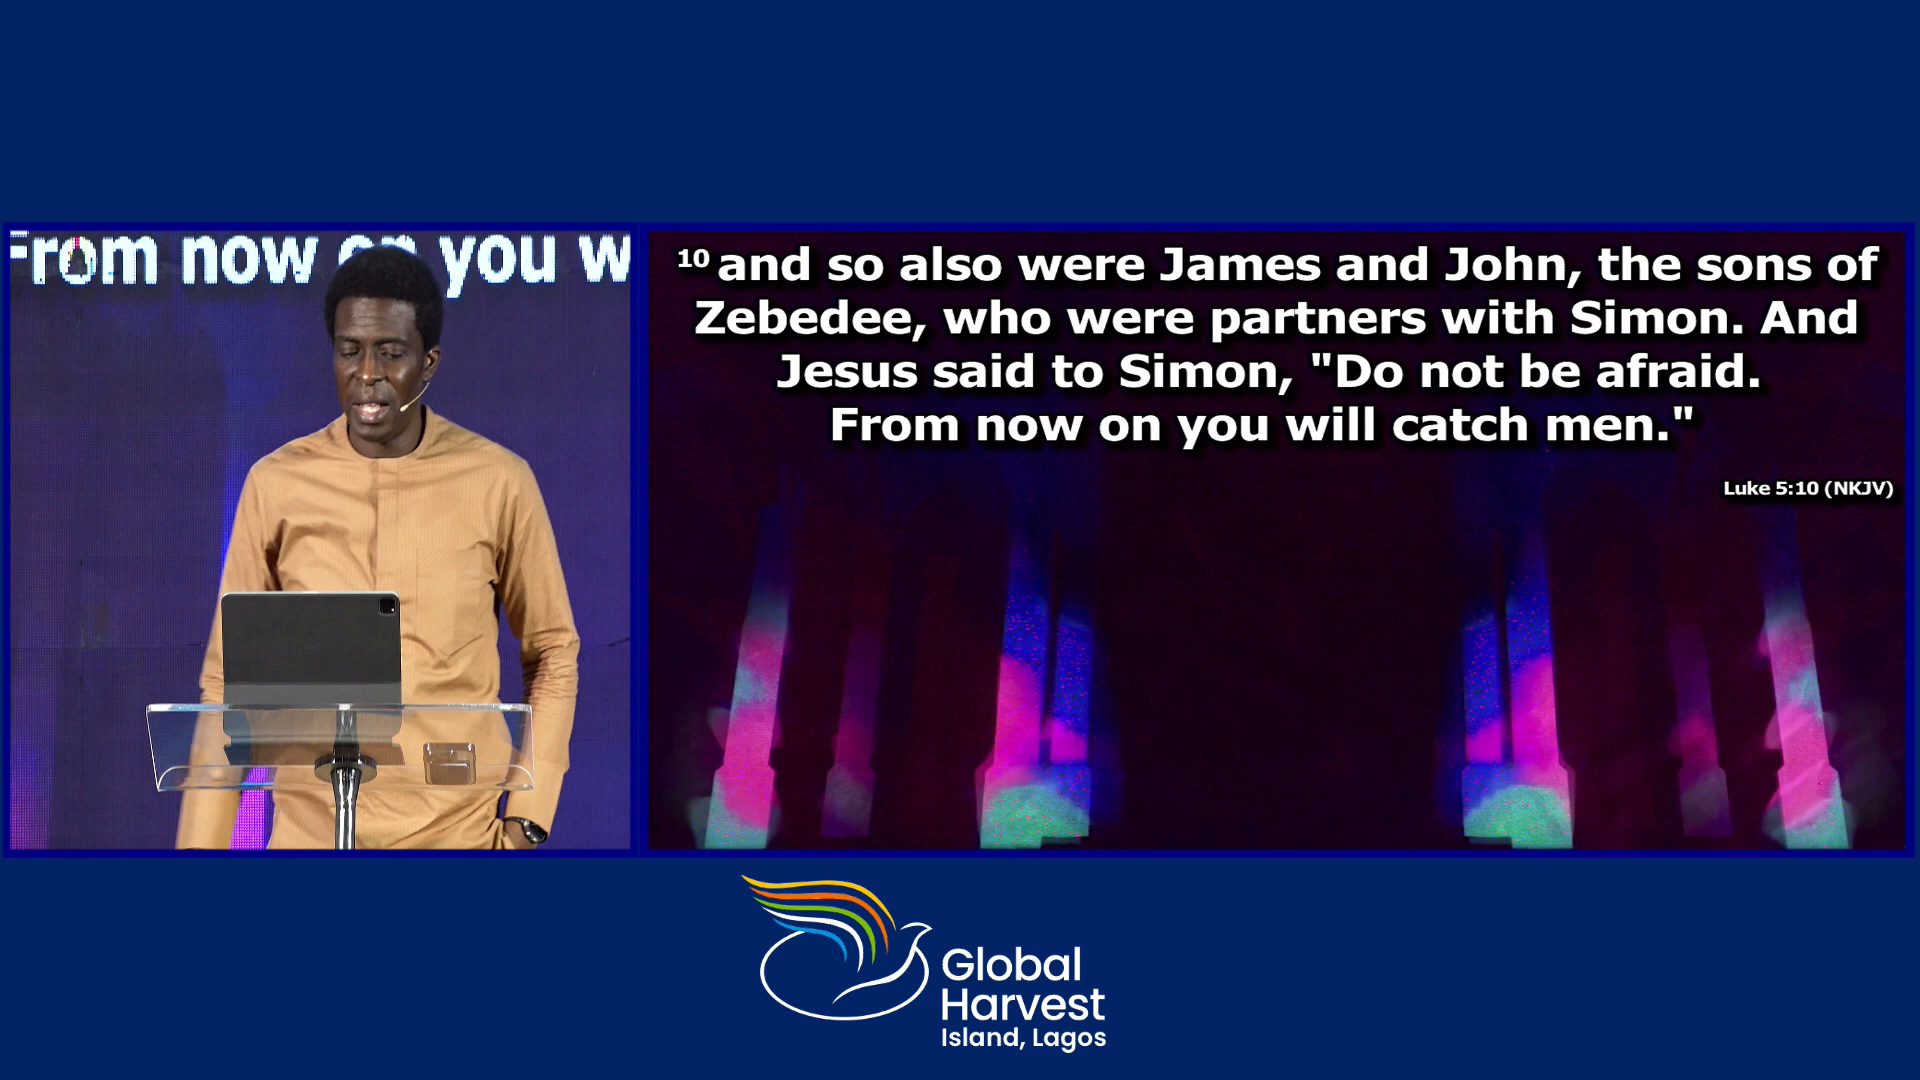 From now on you w
10 and so also were James and John, the sons of
Zebedee, who were partners with Simon. And
Jesus said to Simon, "Do not be afraid.
From now on you will catch men."
Luke 5:10 (NKJV)
Global
Harvest
Island, Lagos